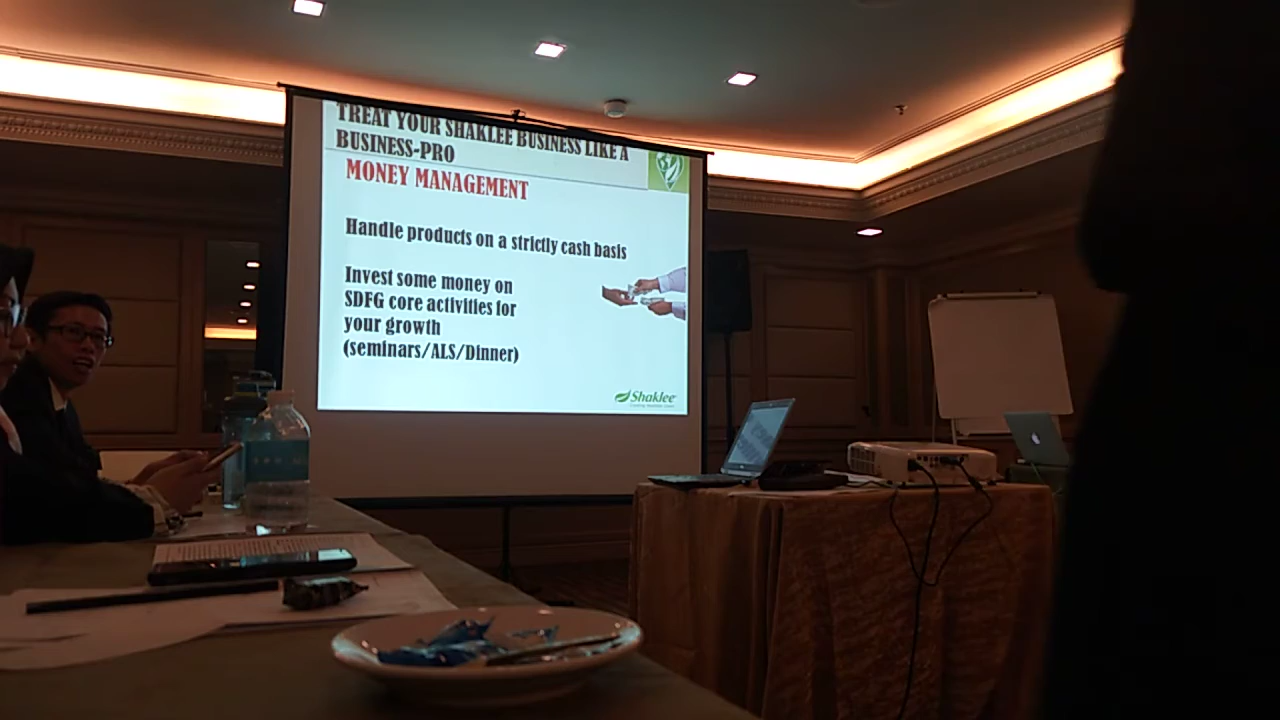 TREAT YOUR SHAKLEE BUSINESS LIKE A
BUSINESS-PRO
MONEY MANAGEMENT
Handle products on a strictly cash basis
Invest some money on
SDFG core activities for
your growth
(seminars/ALS/Dinner)
Shaklee